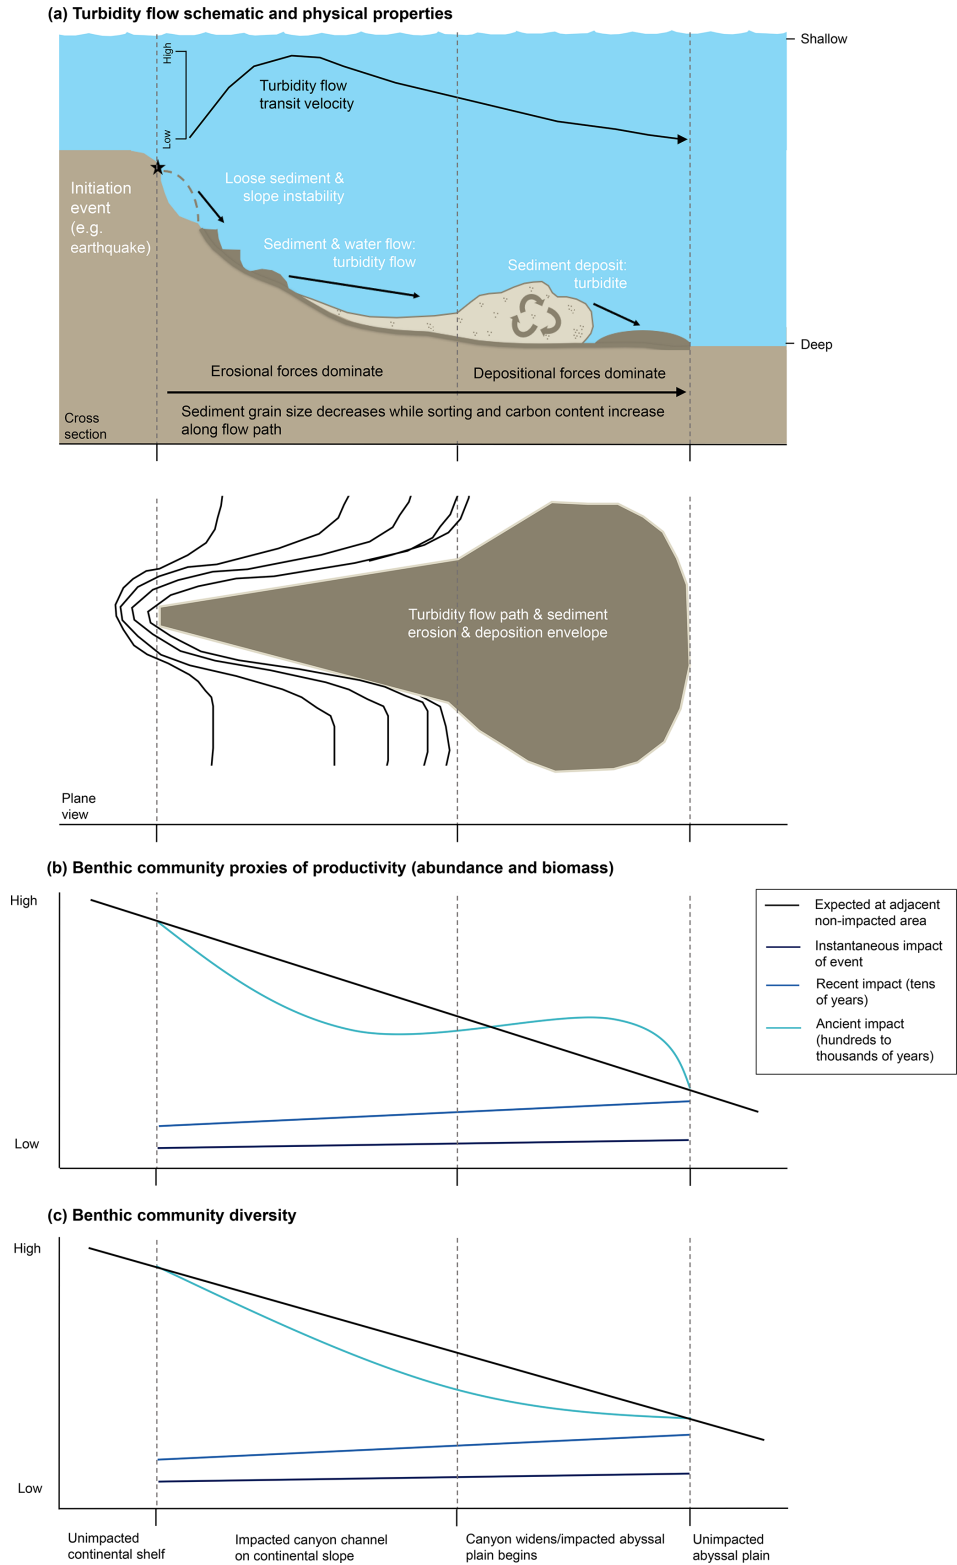 (a) Turbidity flow schematic and physical properties
Shallow
High
Low
Turbidity flow
transit velocity
Initiation
event
(e.g.
earthquake)
Loose sediment &
slope instability
Sediment & water flow:
turbidity flow
Sediment deposit:
turbidite
Deep
Erosional forces dominate
Depositional forces dominate
Sediment grain size decreases while sorting and carbon content increase
along flow path
Cross
section
Turbidity flow path & sediment
erosion & deposition envelope
Plane
view
(b) Benthic community proxies of productivity (abundance and biomass)
High
Low
Expected at adjacent
non-impacted area
Instantaneous impact
of event
Recent impact (tens
of years)
Ancient impact
(hundreds to
thousands of years)
(c) Benthic community diversity
High
Low
Unimpacted
continental shelf
Impacted canyon channel
on continental slope
Canyon widens/impacted abyssal
plain begins
Unimpacted
abyssal plain